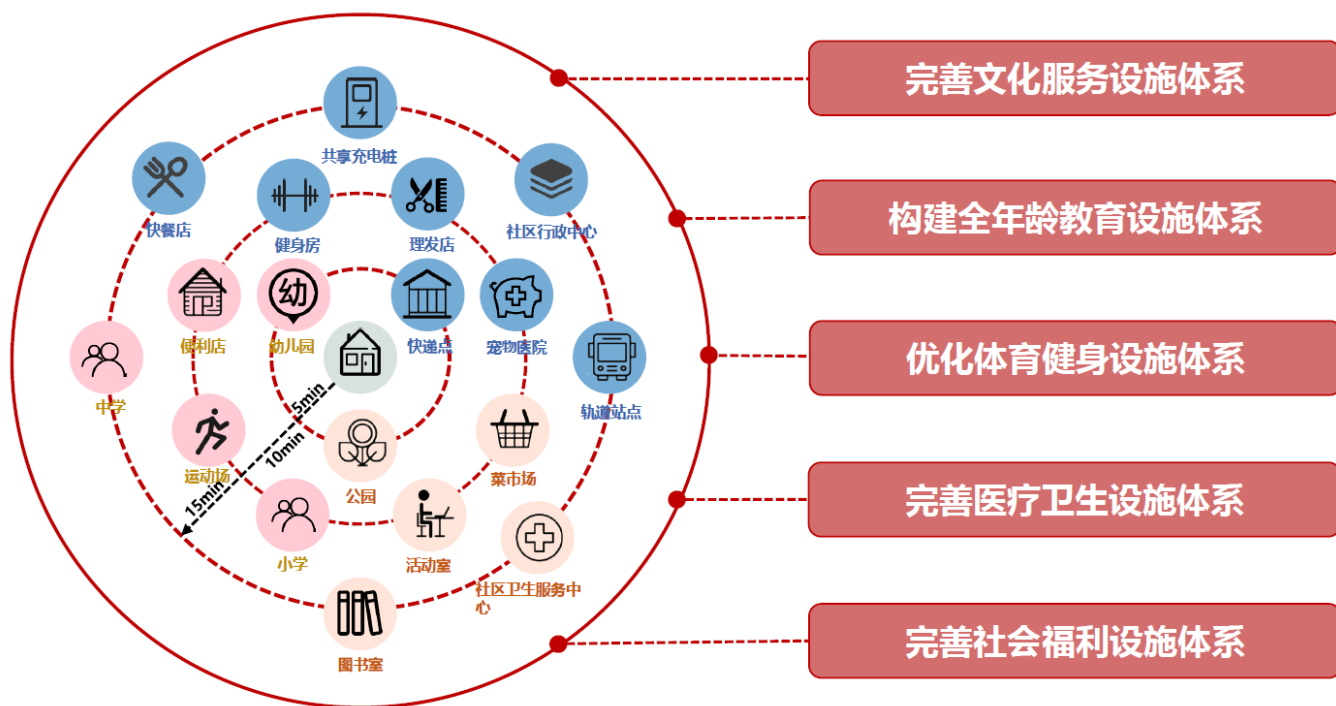 共享充电桩
快餐店
健身房
理发店
社区行政中心
便利店
幼
幼儿园
快递点
宠物医院
中学
轨道站点
5min
10min
15min
运动场
公园
菜市场
小学
活动室
社区卫生服务中
心
图书室
完善文化服务设施体系
构建全年龄教育设施体系
优化体育健身设施体系
完善医疗卫生设施体系
完善社会福利设施体系